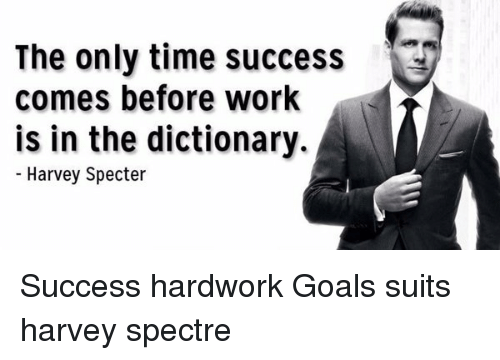 The only time success
comes before work
is in the dictionary.
- Harvey Specter
Success hardwork Goals suits
harvey spectre